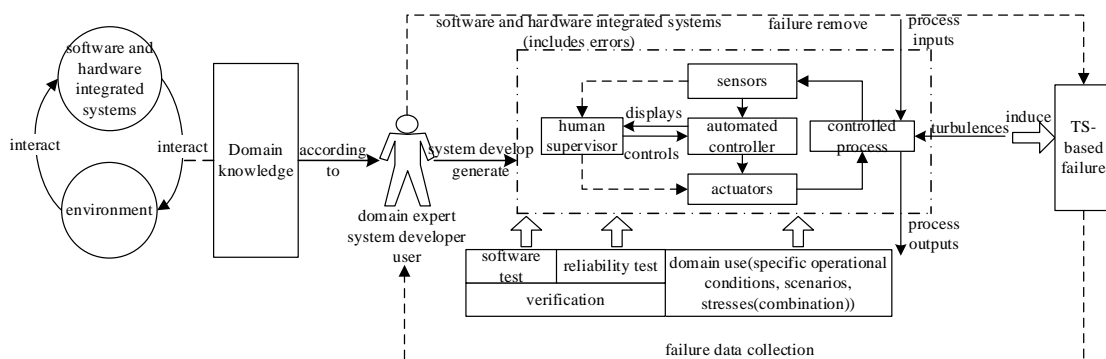 software and
hardware
integrated
systems
interact
interact
environment
Domain
knowledge
according
to
domain expert
system developer
user
system develop
generate
software and hardware integrated systems
(includes errors)
failure remove
process
inputs
sensors
displays
human
supervisor
controls
automated
controller
controlled
process
actuators
turbulences
induce
TS-
based
failure
process
outputs
software
test
reliability test
verification
domain use(specific operational
conditions, scenarios,
stresses(combination))
failure data collection